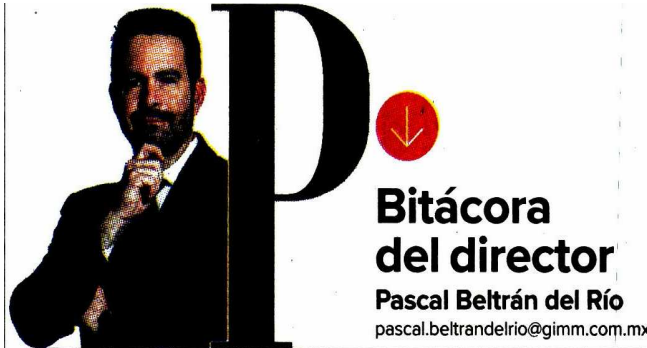 P
Bitácora
del director
Pascal Beltrán del Río
pascal.beltrandelrio@gimm.com.mx